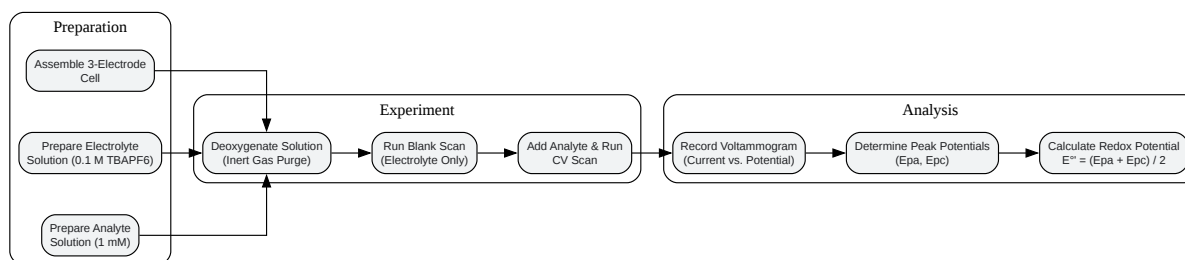 Preparation
Assemble 3-Electrode
Cell
Prepare Electrolyte
Solution (0.1 M TBAPF6)
Prepare Analyte
Solution (1 mM)
Experiment
Deoxygenate Solution
(Inert Gas Purge)
Run Blank Scan
(Electrolyte Only)
Add Analyte & Run
CV Scan
Analysis
Record Voltammogram
(Current vs. Potential)
Determine Peak Potentials
(Epa, Epc)
Calculate Redox Potential
E°' = (Epa + Epc) / 2